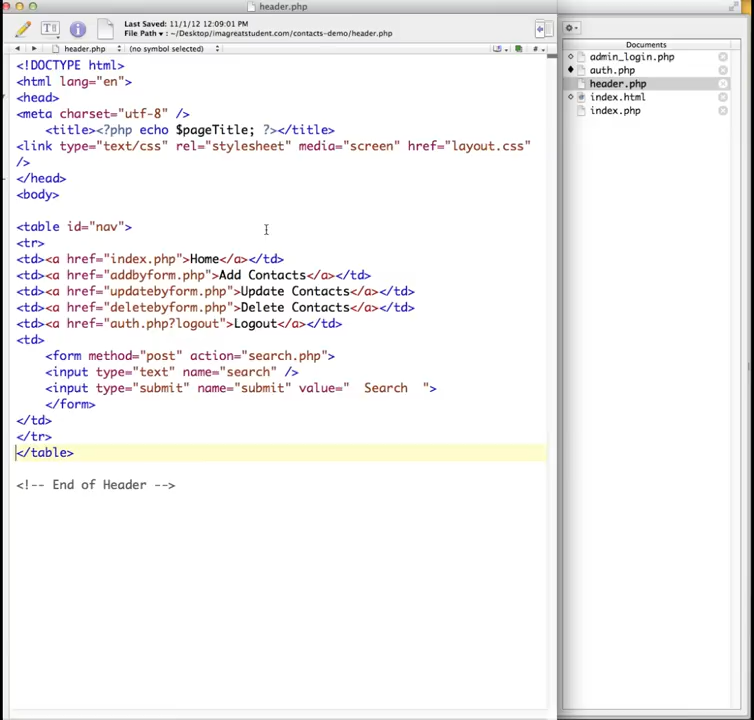 header.php
Last Saved: 11/1/12 12:09:01 PM
File Path ▾ : ~/Desktop/imagreatstudent.com/contacts-demo/header.php
header.php (no symbol selected)
#
<!DOCTYPE html>
<html lang="en">
<head>
<meta charset="utf-8" />
    <title><?php echo $pageTitle; ?></title>
<link type="text/css" rel="stylesheet" media="screen" href="layout.css"
/>
</head>
<body>
<table id="nav">
<tr>
<td><a href="index.php">Home</a></td>
<td><a href="addbyform.php">Add Contacts</a></td>
<td><a href="updatebyform.php">Update Contacts</a></td>
<td><a href="deletebyform.php">Delete Contacts</a></td>
<td><a href="auth.php?logout">Logout</a></td>
<td>
    <form method="post" action="search.php">
    <input type="text" name="search" />
    <input type="submit" name="submit" value="  Search  ">
    </form>
</td>
</tr>
</table>
<!-- End of Header -->
Documents
admin_login.php
auth.php
header.php
index.html
index.php